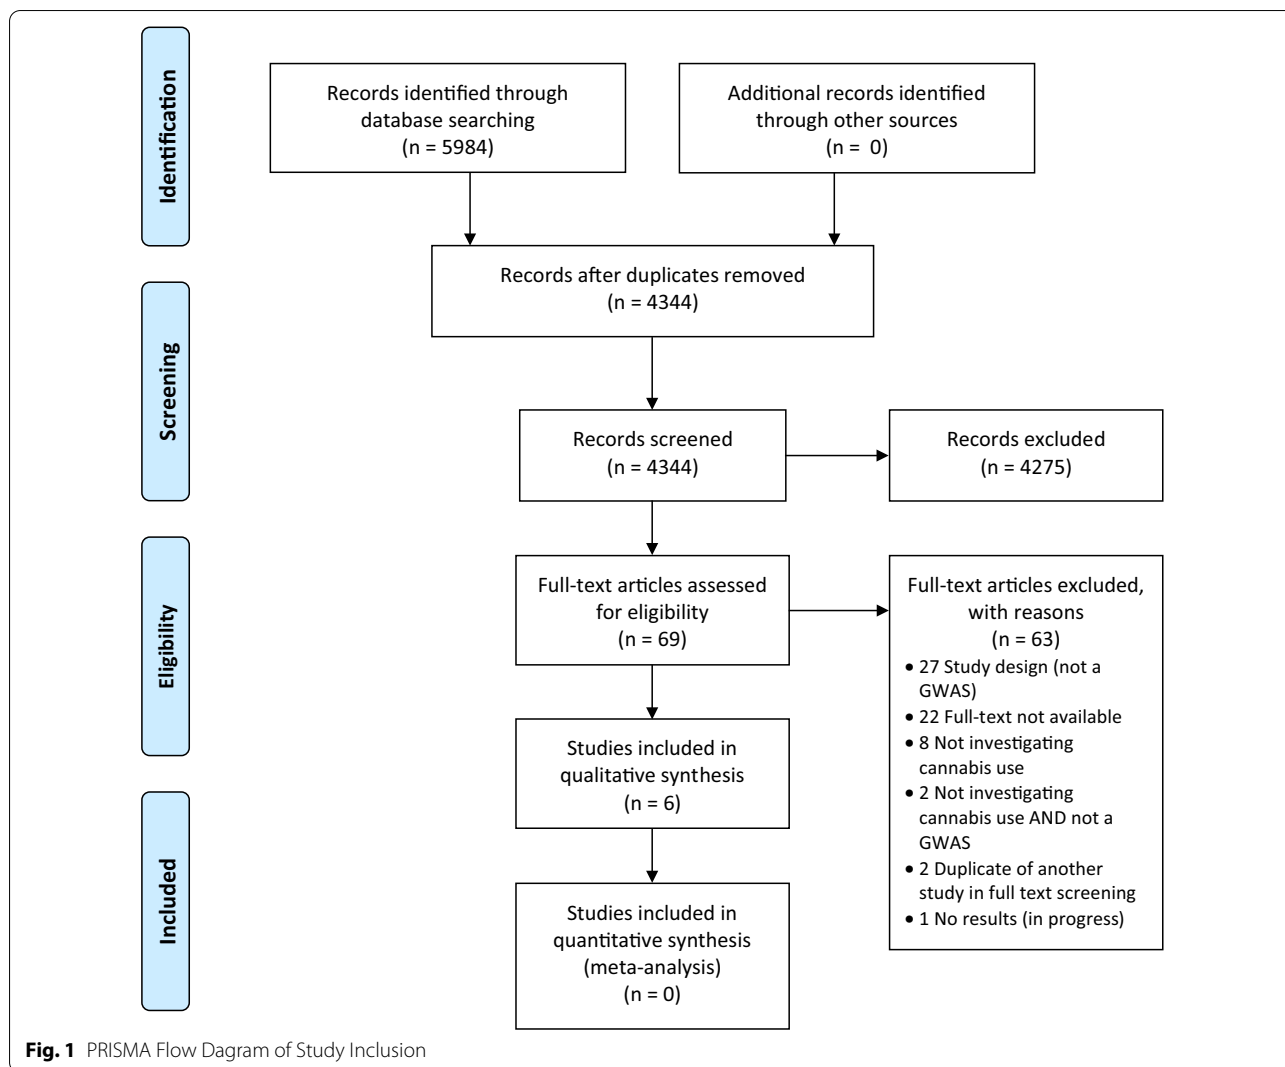 Identification
Records identified through
database searching
(n = 5984)
Additional records identified
through other sources
(n = 0)
Records after duplicates removed
(n = 4344)
Screening
Records screened
(n = 4344)
Records excluded
(n = 4275)
Eligibility
Full-text articles assessed
for eligibility
(n = 69)
Full-text articles excluded,
with reasons
(n = 63)
• 27 Study design (not a
GWAS)
• 22 Full-text not available
• 8 Not investigating
cannabis use
• 2 Not investigating
cannabis use AND not a
GWAS
• 2 Duplicate of another
study in full text screening
• 1 No results (in progress)
Studies included in
qualitative synthesis
(n = 6)
Included
Studies included in
quantitative synthesis
(meta-analysis)
(n = 0)
Fig. 1 PRISMA Flow Dagram of Study Inclusion